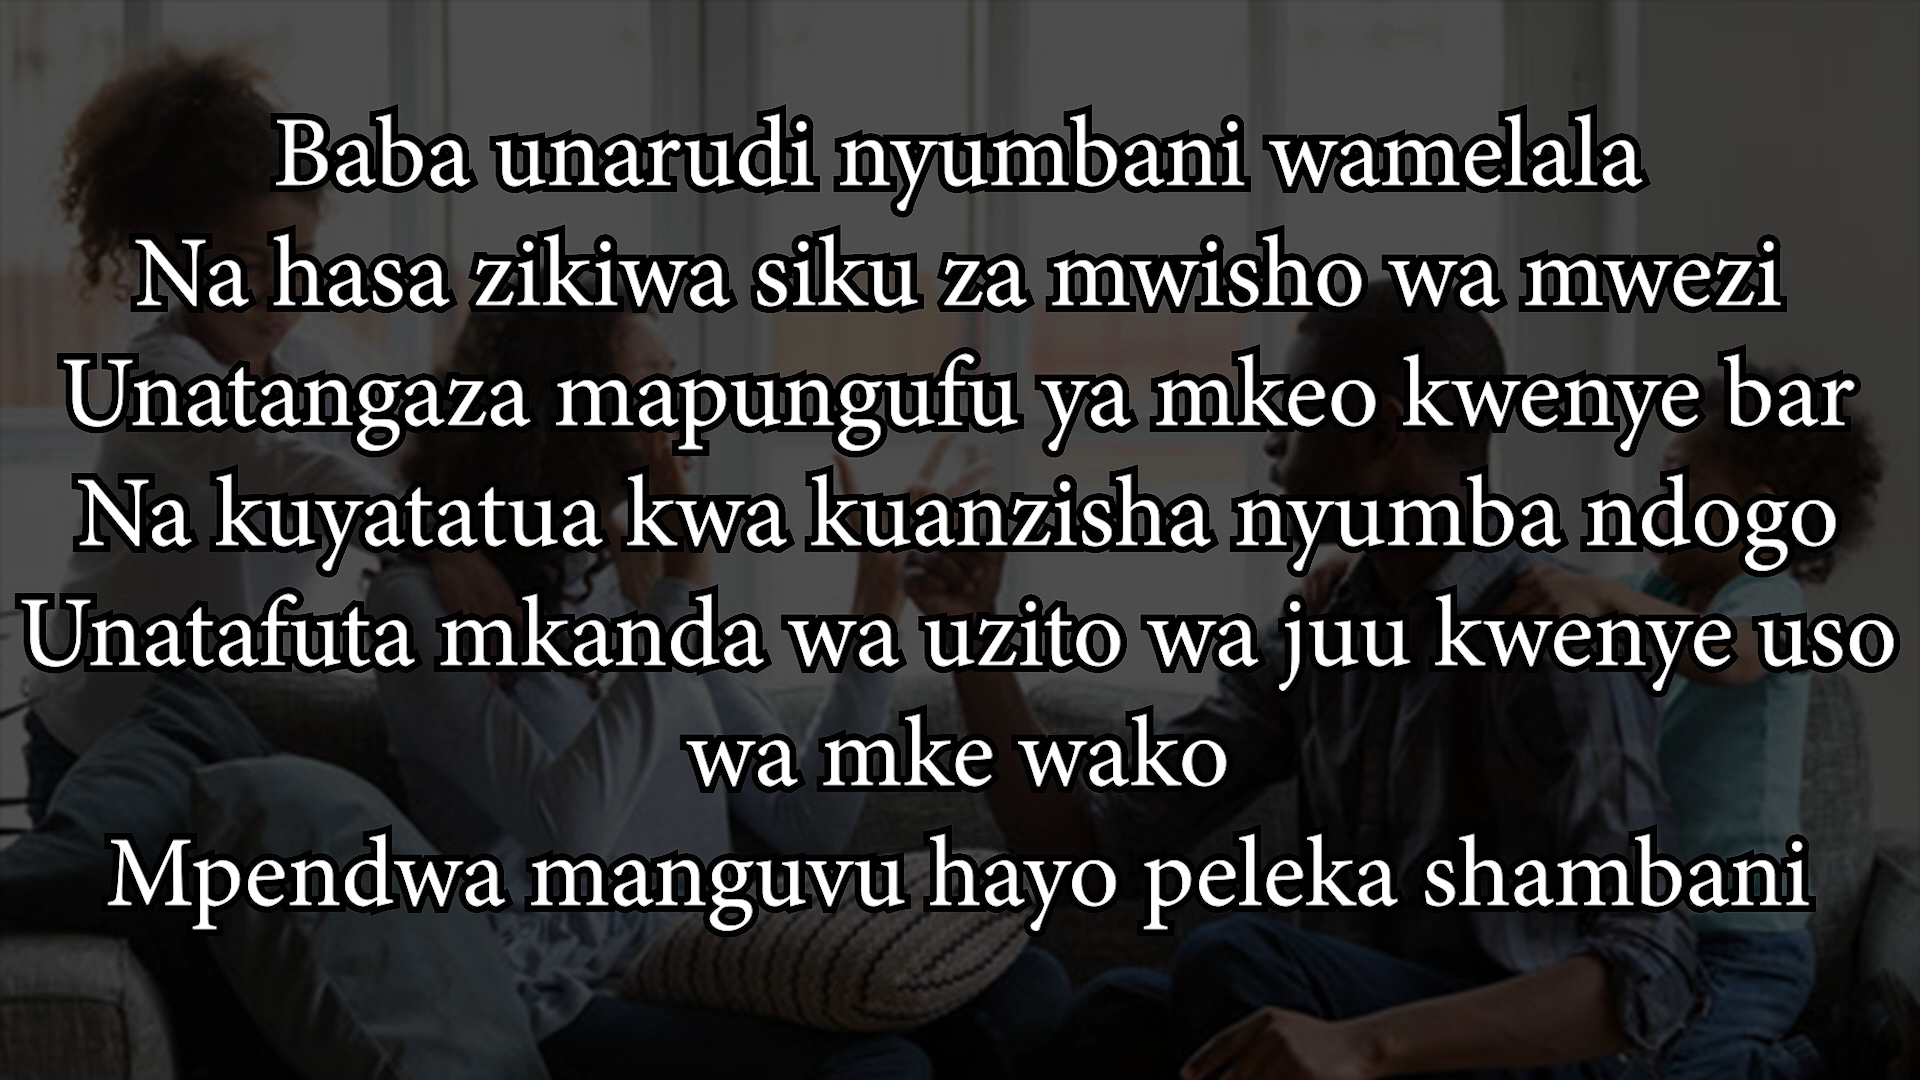 Baba unarudi nyumbani wamelala
Na hasa zikiwa siku za mwisho wa mwezi
Unatangaza mapungufu ya mkeo kwenye bar
Na kuyatatua kwa kuanzisha nyumba ndogo
Unatafuta mkanda wa uzito wa juu kwenye uso
wa mke wako
Mpendwa manguvu hayo peleka shambani